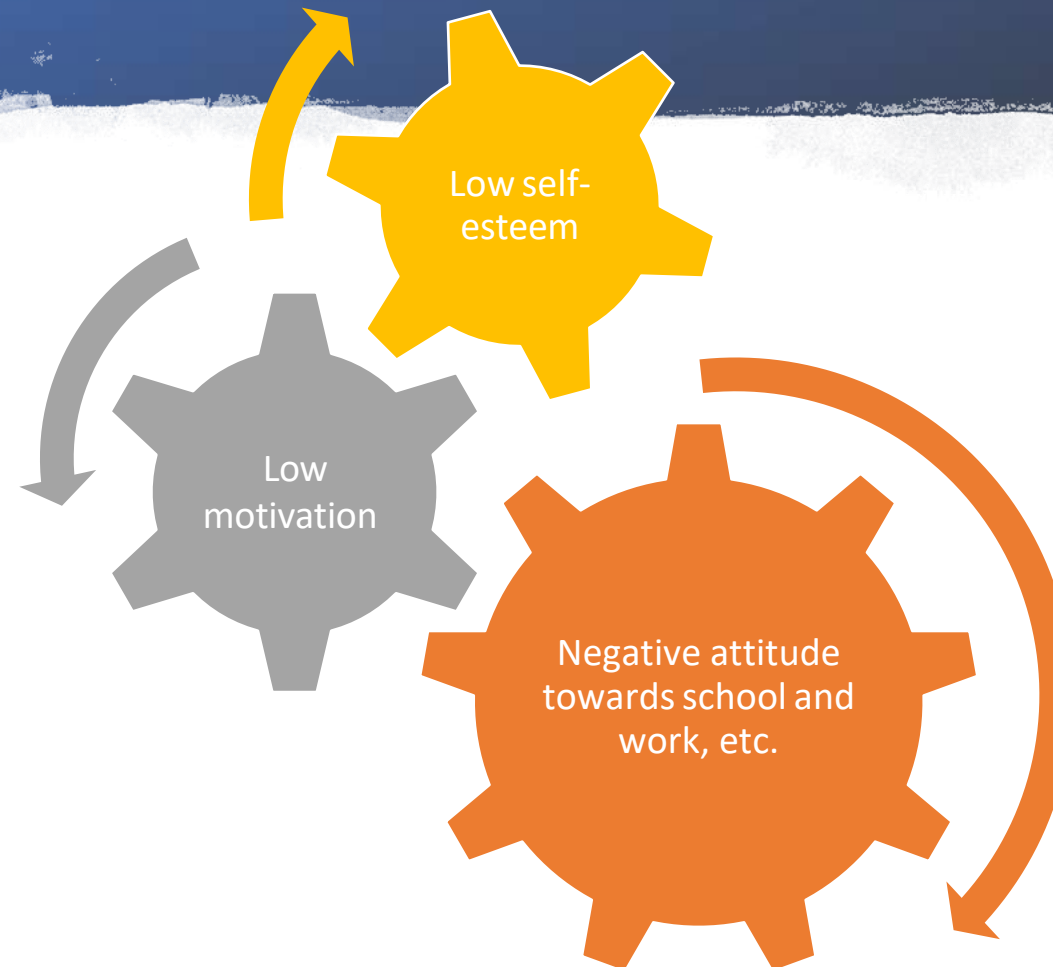 Low self-
esteem
Low
motivation
Negative attitude
towards school and
work, etc.